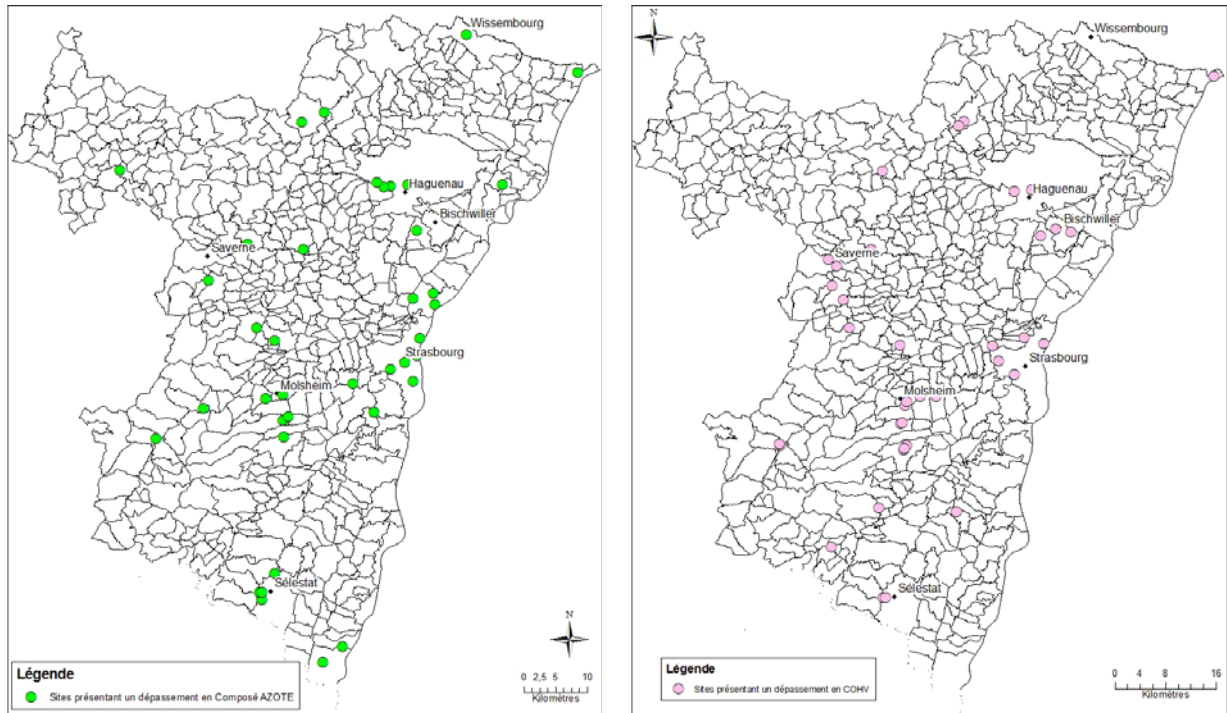 Wissembourg
Haguenau
Bischwiller
Saverne
Strasbourg
Molsheim
Sélestat
N
Légende
Sites présentant un dépassement en Composé AZOTE
0 2,5 5 10
Kilomètres
N
Wissembourg
Haguenau
Bischwiller
Saverne
Strasbourg
Molsheim
Sélestat
Légende
Sites présentant un dépassement en COHV
0 4 8 16
Kilomètres